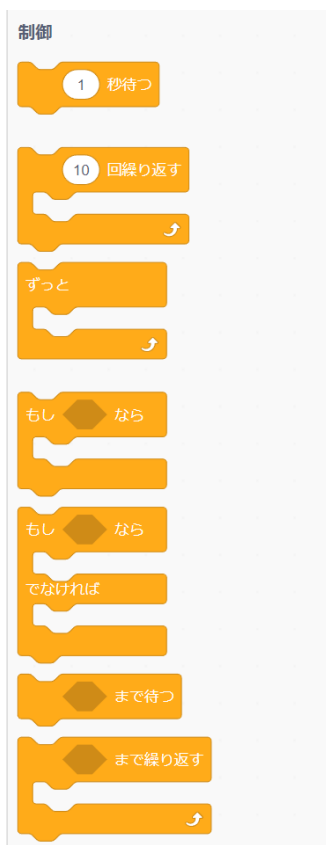 制御
1 秒待つ
10 回繰り返す
ずっと
もし なら
もし なら
でなければ
まで待つ
まで繰り返す